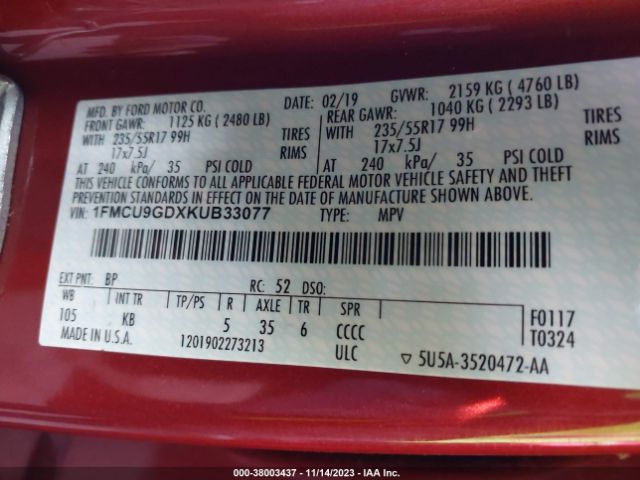 MFD. BY FORD MOTOR CO.
DATE: 02/19 GVWR: 2159 KG ( 4760 LB)
FRONT GAWR: 1125 KG ( 2480 LB) REAR GAWR: 1040 KG ( 2293 LB)
WITH 235/55R17 99H TIRES WITH 235/55R17 99H TIRES
17x7.5J RIMS 17x7.5J RIMS
AT 240 kPa/ 35 PSI COLD AT 240 kPa/ 35 PSI COLD
THIS VEHICLE CONFORMS TO ALL APPLICABLE FEDERAL MOTOR VEHICLE SAFETY AND THEFT
PREVENTION STANDARDS IN EFFECT ON THE DATE OF MANUFACTURE SHOWN ABOVE.
VIN: 1FMCU9GDXKUB33077 TYPE: MPV
EXT PNT: BP RC: 52 DSO:
WB INT TR TP/PS R AXLE TR SPR F0117
105 KB 5 35 6 CCCC T0324
MADE IN U.S.A. 1201902273213 ULC ▽ 5U5A-3520472-AA
000-38003437 - 11/14/2023 - IAA Inc.